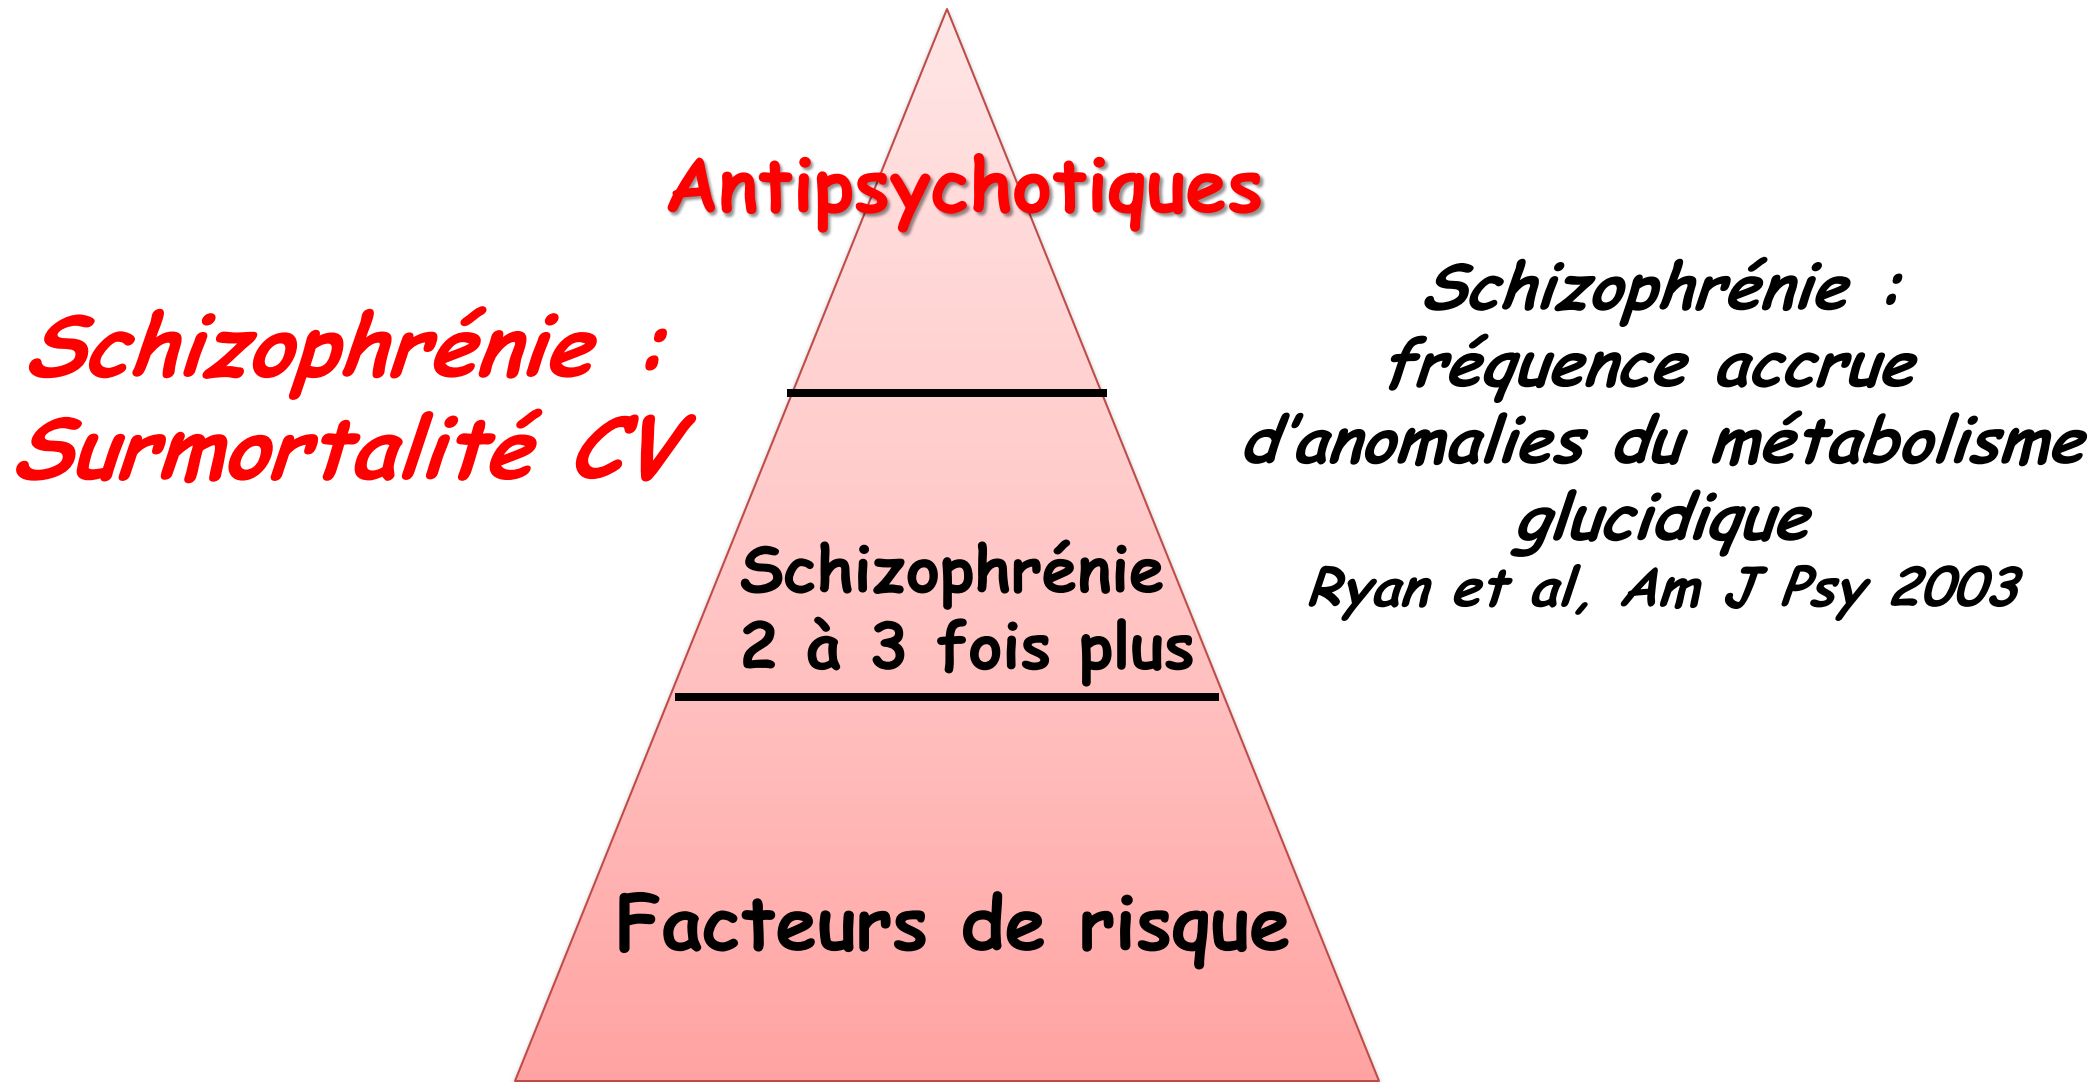 Antipsychotiques
Schizophrénie :
Surmortalité CV
Schizophrénie :
fréquence accrue
d’anomalies du métabolisme
glucidique
Ryan et al, Am J Psy 2003
Schizophrénie
2 à 3 fois plus
Facteurs de risque